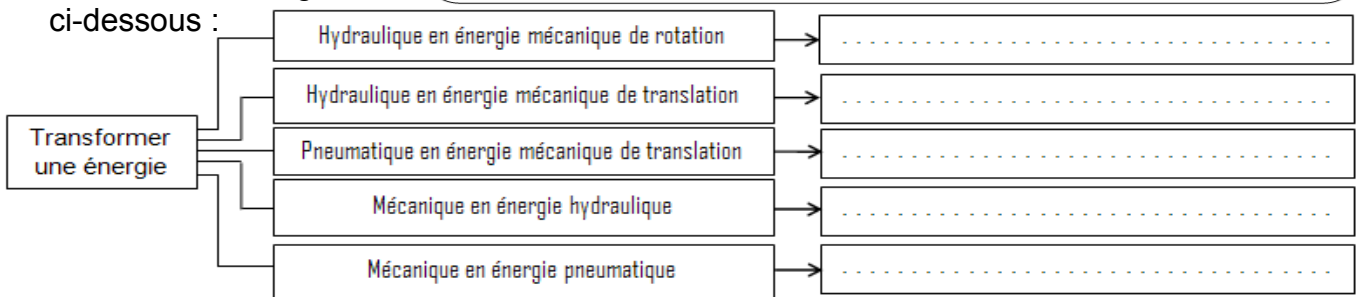 ci-dessous :
Hydraulique en énergie mécanique de rotation
. . . . . . . . . . . . . . . . . . . . . . . . . . . . . . . . . . .
Hydraulique en énergie mécanique de translation
. . . . . . . . . . . . . . . . . . . . . . . . . . . . . . . . . . .
Transformer
une énergie
Pneumatique en énergie mécanique de translation
. . . . . . . . . . . . . . . . . . . . . . . . . . . . . . . . . . .
Mécanique en énergie hydraulique
. . . . . . . . . . . . . . . . . . . . . . . . . . . . . . . . . . .
Mécanique en énergie pneumatique
. . . . . . . . . . . . . . . . . . . . . . . . . . . . . . . . . . .